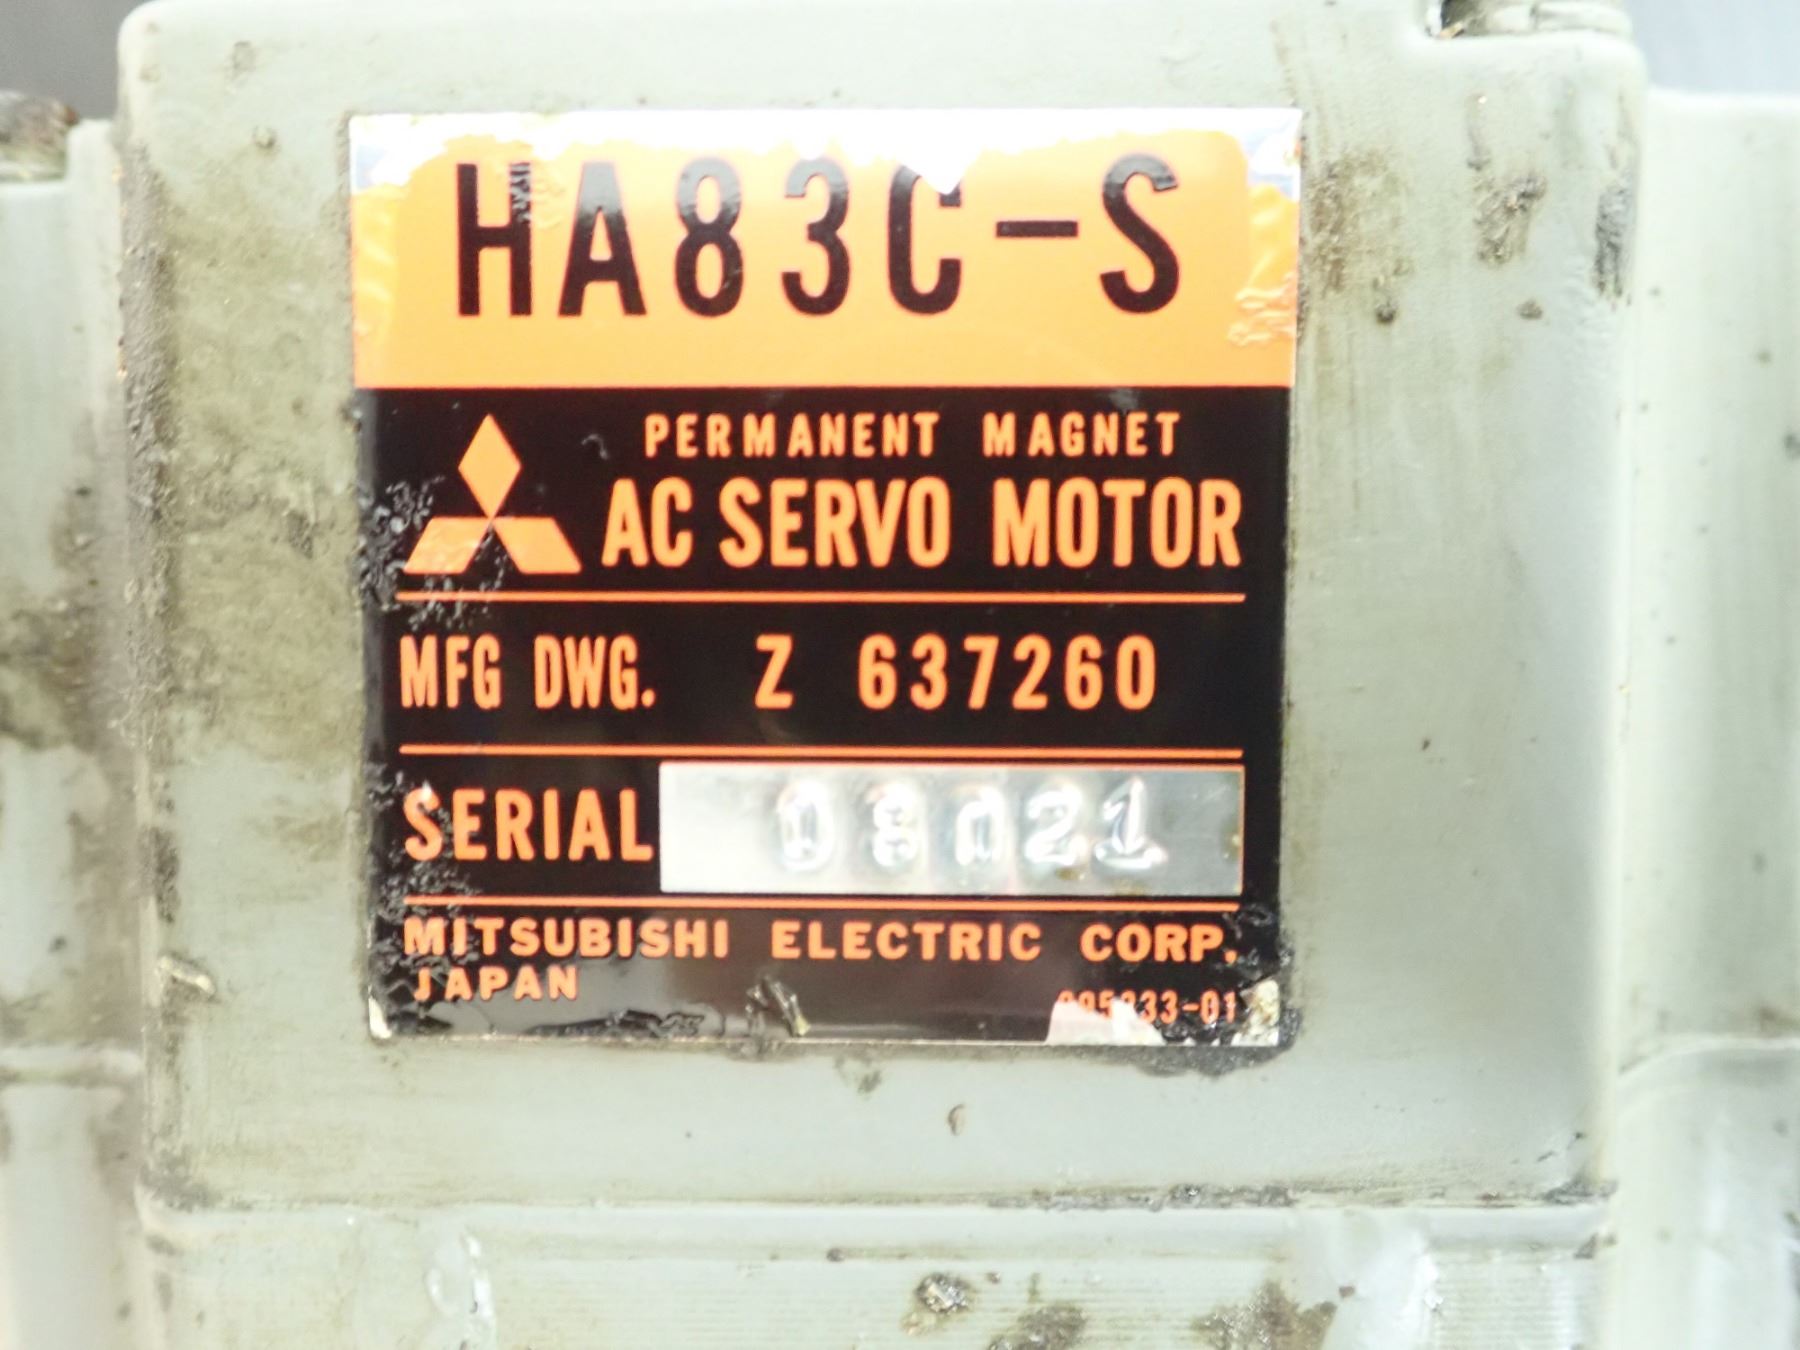 HA83C-S
PERMANENT MAGNET
AC SERVO MOTOR
MFG DWG. Z 637260
SERIAL
MITSUBISHI ELECTRIC CORP.
JAPAN